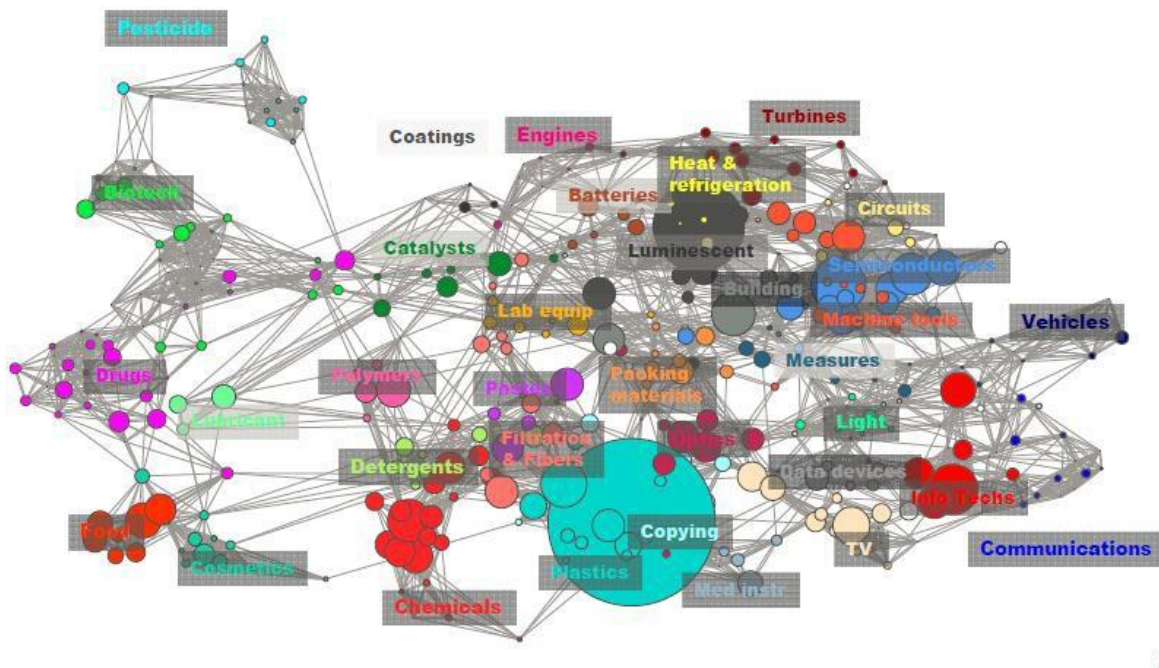 Pesticide
Turbines
Coatings
Engines
Heat &
refrigeration
Batteries
Biotech
Circuits
Catalysts
Luminescent
Semiconductors
Building
Lab equip
Machine tools
Vehicles
Measures
Drugs
Polymers
Packing
materials
Lubricant
Light
Filtration
& Fibers
Optics
Detergents
Data devices
Info Techs
Food
Copying
TV
Communications
Cosmetics
Plastics
Med instr
Chemicals